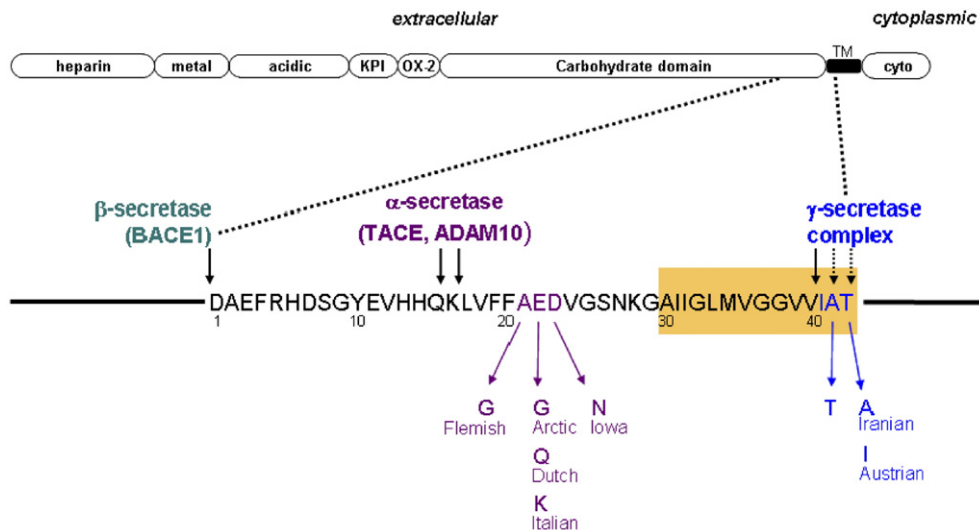 extracellular cytoplasmic
TM
heparin metal acidic KPI OX-2 Carbohydrate domain cyto
β-secretase α-secretase γ-secretase
(BACE1) (TACE, ADAM10) complex
DAEFRHDSGYEVHHQKLVFFAEDVGSNKGAIIGLMVGGVVIAT
1 10 20 30 40
G G N T A
Flemish Arctic Iowa Iranian
Q I
Dutch Austrian
K
Italian